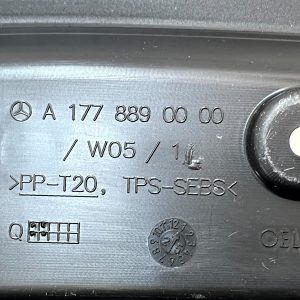 A 177 889 00 00
/ W05 / 1
>PP-T20, TPS-SEBS<
Q